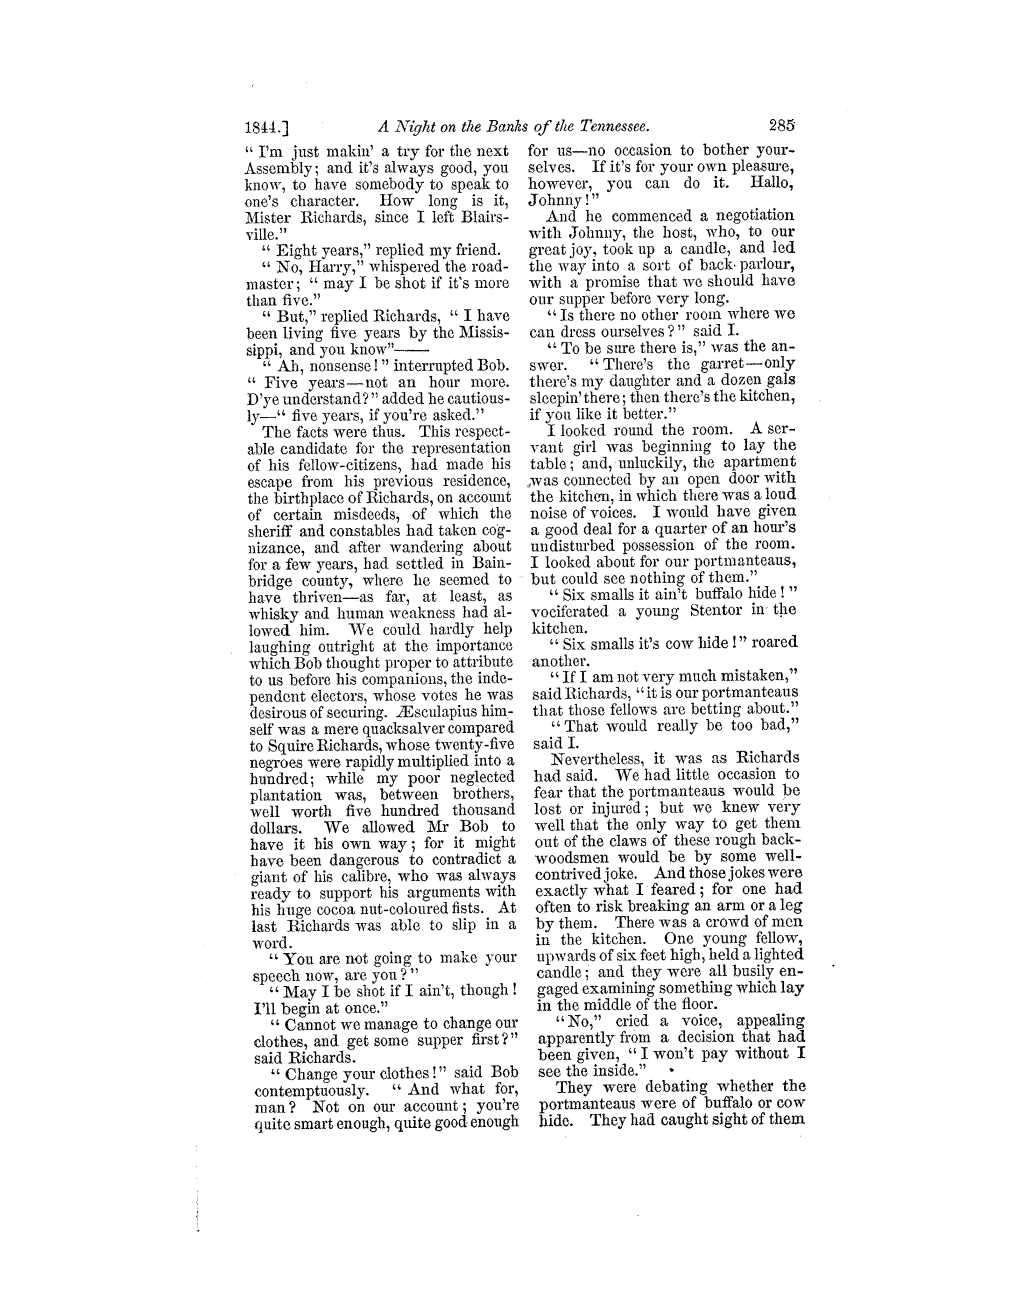 1844.] A Night on the Banks of the Tennessee. 285
“ I'm just makin' a try for the next
Assembly; and it's always good, you
know, to have somebody to speak to
one's character. How long is it,
Mister Richards, since I left Blairs-
ville.”
“ Eight years,” replied my friend.
“ No, Harry,” whispered the road-
master; “ may I be shot if it's more
than five.”
“ But,” replied Richards, “ I have
been living five years by the Missis-
sippi, and you know”——
“ Ah, nonsense!” interrupted Bob.
“ Five years—not an hour more.
D'ye understand?” added he cautious-
ly—“ five years, if you're asked.”
The facts were thus. This respect-
able candidate for the representation
of his fellow-citizens, had made his
escape from his previous residence,
the birthplace of Richards, on account
of certain misdeeds, of which the
sheriff and constables had taken cog-
nizance, and after wandering about
for a few years, had settled in Bain-
bridge county, where he seemed to
have thriven—as far, at least, as
whisky and human weakness had al-
lowed him. We could hardly help
laughing outright at the importance
which Bob thought proper to attribute
to us before his companions, the inde-
pendent electors, whose votes he was
desirous of securing. Æsculapius him-
self was a mere quacksalver compared
to Squire Richards, whose twenty-five
negroes were rapidly multiplied into a
hundred; while my poor neglected
plantation was, between brothers,
well worth five hundred thousand
dollars. We allowed Mr Bob to
have it his own way; for it might
have been dangerous to contradict a
giant of his calibre, who was always
ready to support his arguments with
his huge cocoa nut-coloured fists. At
last Richards was able to slip in a
word.
“ You are not going to make your
speech now, are you?”
“ May I be shot if I ain't, though!
I'll begin at once.”
“ Cannot we manage to change our
clothes, and get some supper first?”
said Richards.
“ Change your clothes!” said Bob
contemptuously. “ And what for,
man? Not on our account; you're
quite smart enough, quite good enough
for us—no occasion to bother your-
selves. If it's for your own pleasure,
however, you can do it. Hallo,
Johnny!”
And he commenced a negotiation
with Johnny, the host, who, to our
great joy, took up a candle, and led
the way into a sort of back-parlour,
with a promise that we should have
our supper before very long.
“ Is there no other room where we
can dress ourselves?” said I.
“ To be sure there is,” was the an-
swer. “ There's the garret—only
there's my daughter and a dozen gals
sleepin' there; then there's the kitchen,
if you like it better.”
I looked round the room. A ser-
vant girl was beginning to lay the
table; and, unluckily, the apartment
was connected by an open door with
the kitchen, in which there was a loud
noise of voices. I would have given
a good deal for a quarter of an hour's
undisturbed possession of the room.
I looked about for our portmanteaus,
but could see nothing of them.”
“ Six smalls it ain't buffalo hide!”
vociferated a young Stentor in the
kitchen.
“ Six smalls it's cow hide!” roared
another.
“ If I am not very much mistaken,”
said Richards, “it is our portmanteaus
that those fellows are betting about.”
“ That would really be too bad,”
said I.
Nevertheless, it was as Richards
had said. We had little occasion to
fear that the portmanteaus would be
lost or injured; but we knew very
well that the only way to get them
out of the claws of these rough back-
woodsmen would be by some well-
contrived joke. And those jokes were
exactly what I feared; for one had
often to risk breaking an arm or a leg
by them. There was a crowd of men
in the kitchen. One young fellow,
upwards of six feet high, held a lighted
candle; and they were all busily en-
gaged examining something which lay
in the middle of the floor.
“ No,” cried a voice, appealing
apparently from a decision that had
been given, “ I won't pay without I
see the inside.”
They were debating whether the
portmanteaus were of buffalo or cow
hide. They had caught sight of them